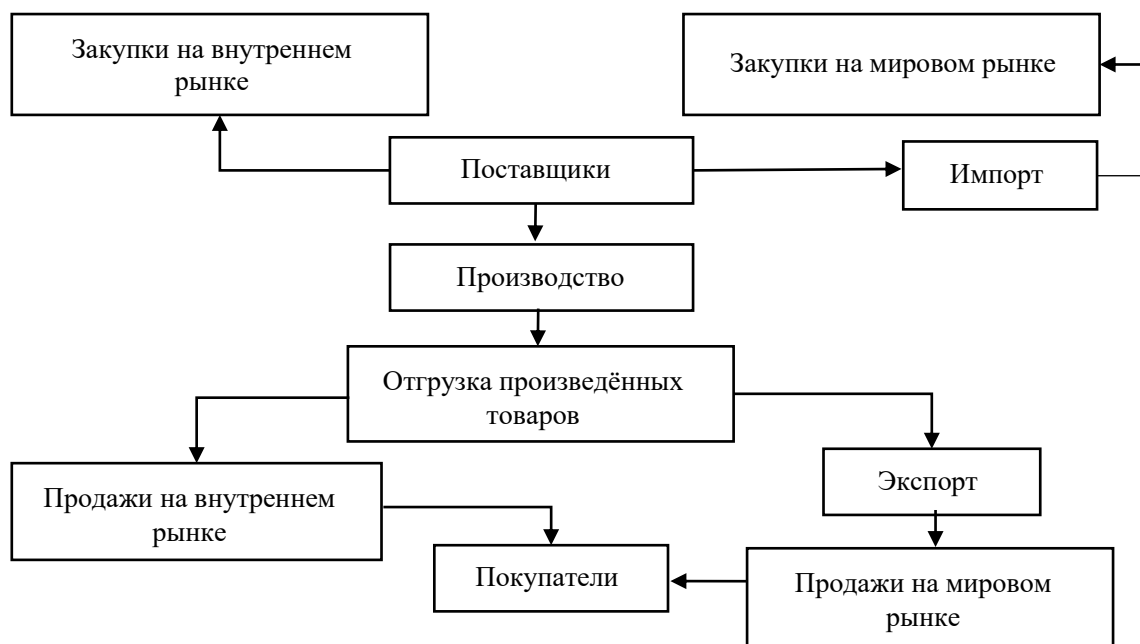 Закупки на внутреннем
рынке
Закупки на мировом рынке
Поставщики
Импорт
Производство
Отгрузка произведённых
товаров
Продажи на внутреннем
рынке
Экспорт
Покупатели
Продажи на мировом
рынке